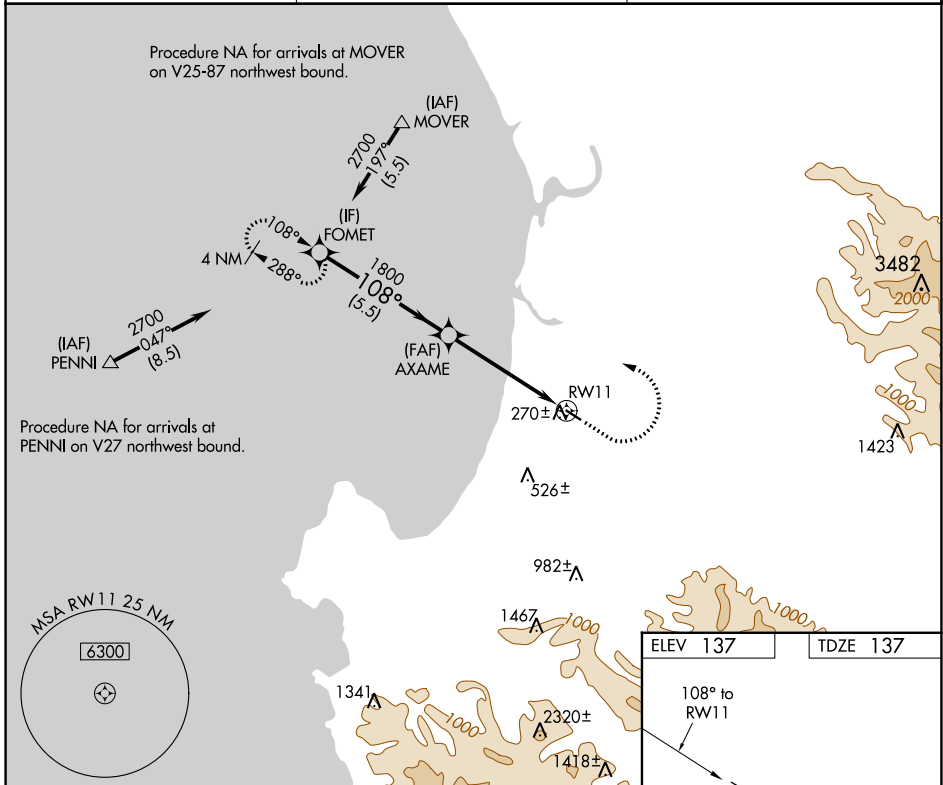 Procedure NA for arrivals at MOVER
on V25-87 northwest bound.
(IAF)
MOVER
2700
197°
(5.5)
(IF)
FOMET
108°
4 NM
288°
1800
108°
(5.5)
(FAF)
AXAME
2700
047°
(8.5)
(IAF)
PENNI
Procedure NA for arrivals at
PENNI on V27 northwest bound.
RW11
270±
526±
982±
1467
1000
1000
3482
2000
1000
1423
MSA RW11 25 NM
6300
1341
1000
2320±
1418±
ELEV 137
TDZE 137
108° to
RW11